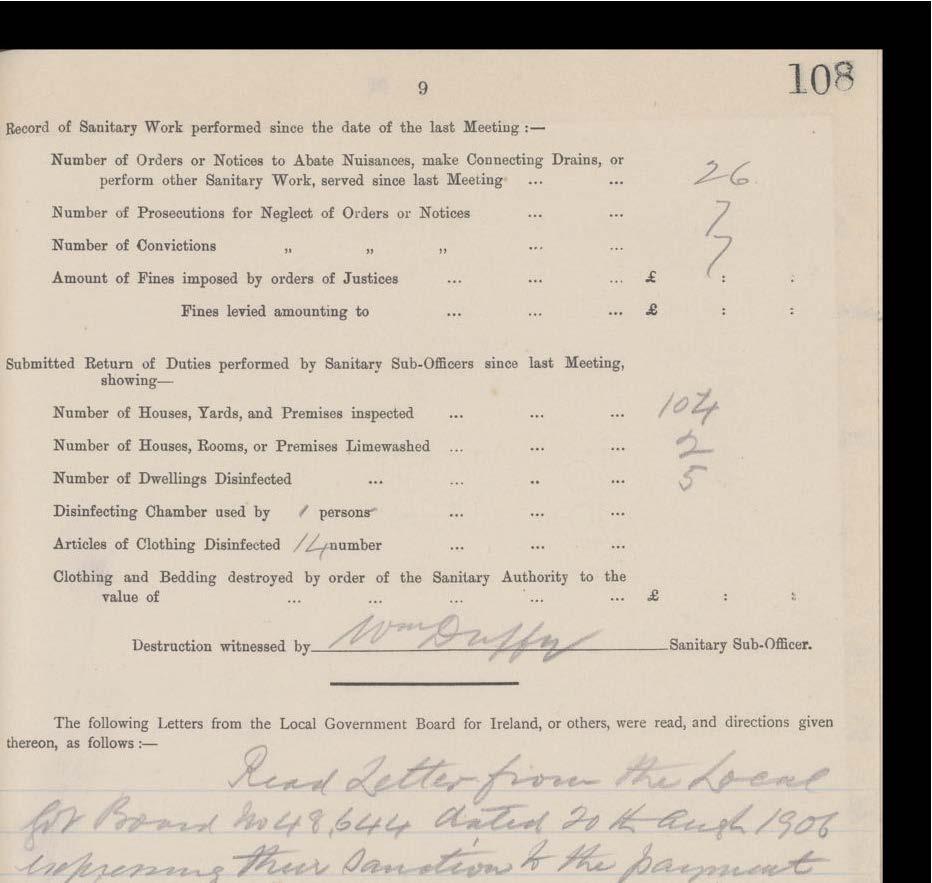 9
108
Record of Sanitary Work performed since the date of the last Meeting :—
Number of Orders or Notices to Abate Nuisances, make Connecting Drains, or
perform other Sanitary Work, served since last Meeting ... ... 26
Number of Prosecutions for Neglect of Orders or Notices ... ... 7
Number of Convictions „ „ „ ... ... 7
Amount of Fines imposed by orders of Justices ... ... ... £ : :
Fines levied amounting to ... ... ... £ : :
Submitted Return of Duties performed by Sanitary Sub-Officers since last Meeting,
showing—
Number of Houses, Yards, and Premises inspected ... ... ... 104
Number of Houses, Rooms, or Premises Limewashed ... ... ... 2
Number of Dwellings Disinfected ... ... .. ... 5
Disinfecting Chamber used by 1 persons ... ... ...
Articles of Clothing Disinfected 14 number ... ... ...
Clothing and Bedding destroyed by order of the Sanitary Authority to the
value of ... ... ... ... ... £ : :
Destruction witnessed by Wm Duffy Sanitary Sub-Officer.
The following Letters from the Local Government Board for Ireland, or others, were read, and directions given
thereon, as follows :—
Read Letter from the Local
Gvt Board No 48,644 dated 20th Augt 1906
expressing their sanction to the payment